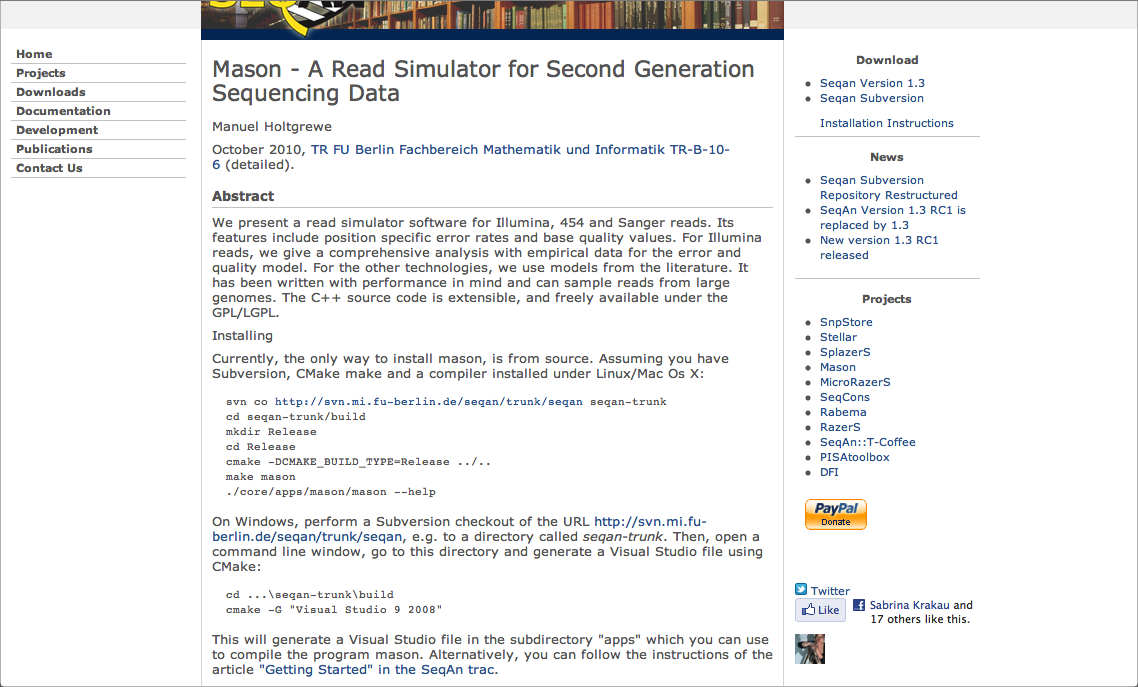 SEQAN
Home
Projects
Downloads
Documentation
Development
Publications
Contact Us
Mason - A Read Simulator for Second Generation
Sequencing Data
Manuel Holtgrewe
October 2010, TR FU Berlin Fachbereich Mathematik und Informatik TR-B-10-
6 (detailed).
Abstract
We present a read simulator software for Illumina, 454 and Sanger reads. Its
features include position specific error rates and base quality values. For Illumina
reads, we give a comprehensive analysis with empirical data for the error and
quality model. For the other technologies, we use models from the literature. It
has been written with performance in mind and can sample reads from large
genomes. The C++ source code is extensible, and freely available under the
GPL/LGPL.
Installing
Currently, the only way to install mason, is from source. Assuming you have
Subversion, CMake make and a compiler installed under Linux/Mac Os X:
svn co http://svn.mi.fu-berlin.de/seqan/trunk/seqan seqan-trunk
cd seqan-trunk/build
mkdir Release
cd Release
cmake -DCMAKE_BUILD_TYPE=Release ../..
make mason
./core/apps/mason/mason --help
On Windows, perform a Subversion checkout of the URL http://svn.mi.fu-
berlin.de/seqan/trunk/seqan, e.g. to a directory called seqan-trunk. Then, open a
command line window, go to this directory and generate a Visual Studio file using
CMake:
cd ...\seqan-trunk\build
cmake -G "Visual Studio 9 2008"
This will generate a Visual Studio file in the subdirectory "apps" which you can use
to compile the program mason. Alternatively, you can follow the instructions of the
article "Getting Started" in the SeqAn trac.
Download
Seqan Version 1.3
Seqan Subversion
Installation Instructions
News
Seqan Subversion
Repository Restructured
SeqAn Version 1.3 RC1 is
replaced by 1.3
New version 1.3 RC1
released
Projects
SnpStore
Stellar
SplazerS
Mason
MicroRazerS
SeqCons
Rabema
RazerS
SeqAn::T-Coffee
PISAtoolbox
DFI
PayPal
Donate
Twitter
Like
Sabrina Krakau and
17 others like this.